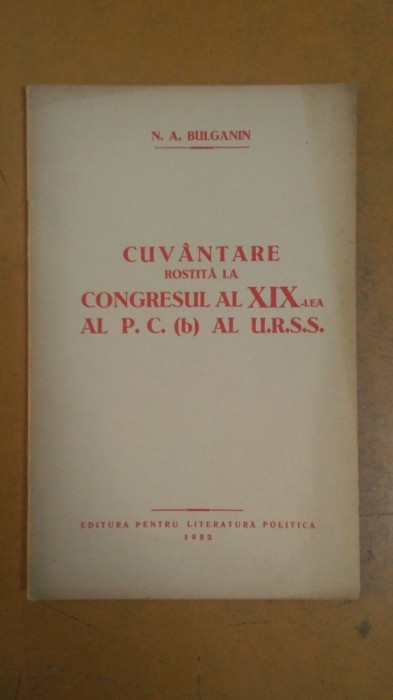 N. A. BULGANIN
CUVÂNTARE
ROSTITĂ LA
CONGRESUL AL XIX-LEA
AL P. C. (b) AL U.R.S.S.
EDITURA PENTRU LITERATURA POLITICA
1952